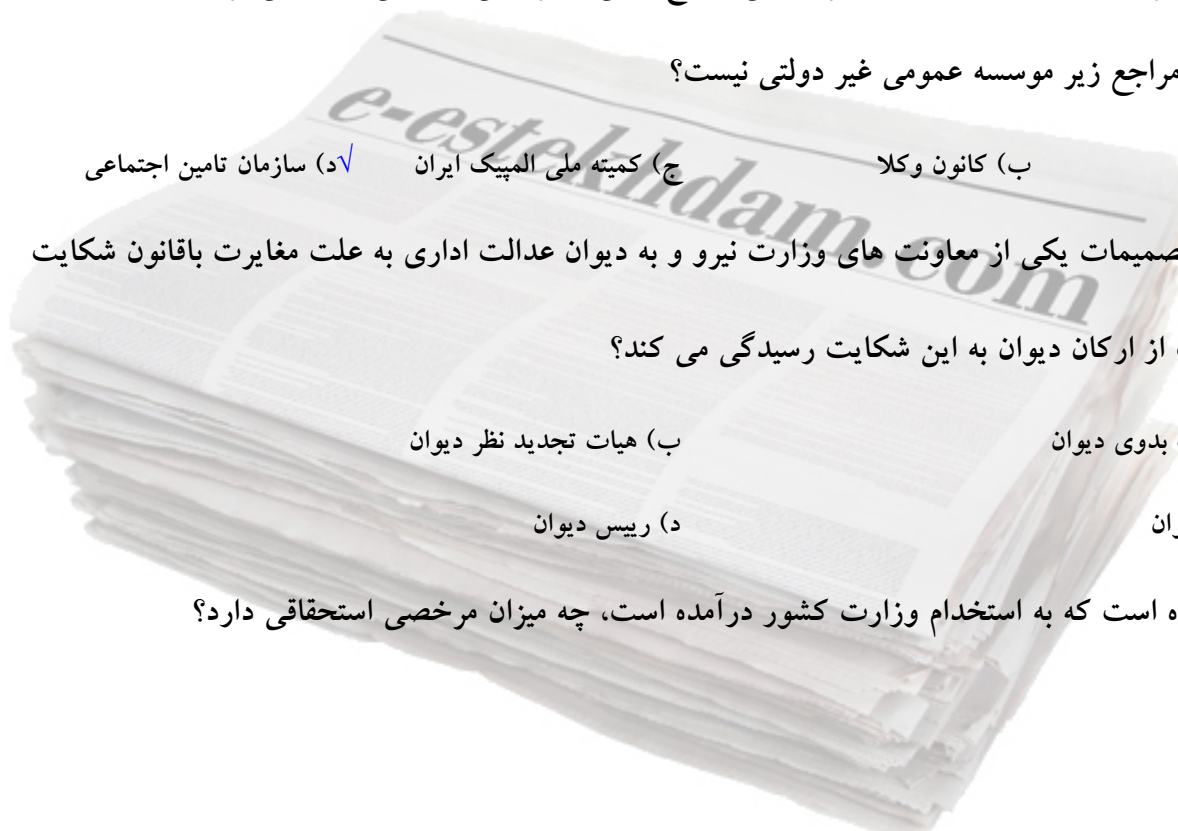 مراجع زیر موسسه عمومی غیر دولتی نیست؟
ب) کانون وکلا ج) کمیته ملی المپیک ایران √د) سازمان تامین اجتماعی
e-estekhdam.com
صمیمات یکی از معاونت های وزارت نیرو و به دیوان عدالت اداری به علت مغایرت باقانون شکایت
از ارکان دیوان به این شکایت رسیدگی می کند؟
بدوی دیوان ب) هیات تجدید نظر دیوان
وان د) رییس دیوان
ه است که به استخدام وزارت کشور درآمده است، چه میزان مرخصی استحقاقی دارد؟